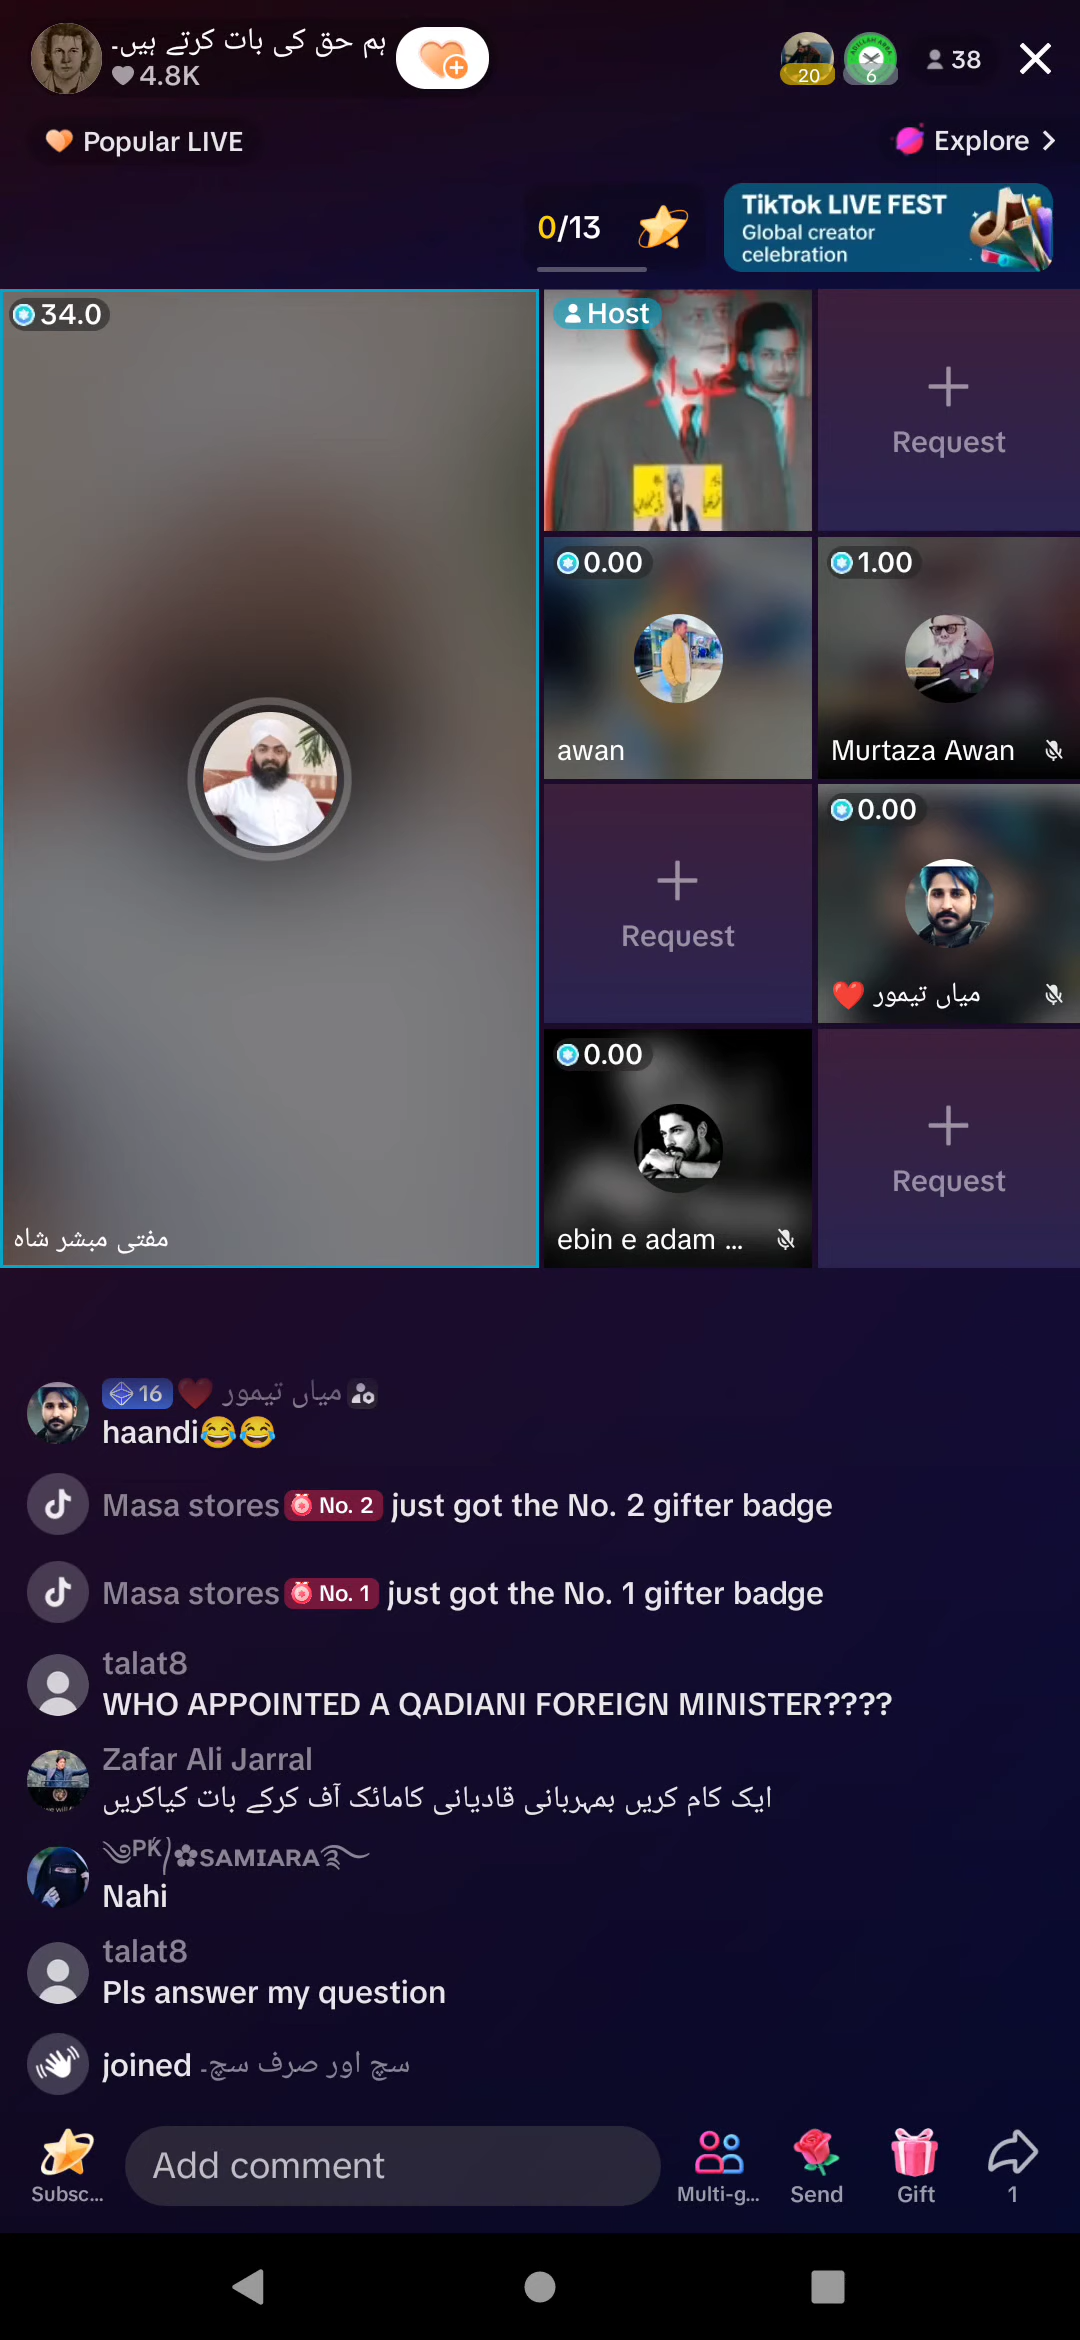 ہم حق کی بات کرتے ہیں۔
4.8K
20
6
38
Popular LIVE
Explore
0/13
TikTok LIVE FEST
Global creator
celebration
34.0
Host
غدار
Request
0.00
1.00
awan
Murtaza Awan
Request
0.00
میاں تیمور ❤️
0.00
ebin e adam ...
Request
مفتی مبشر شاہ
16 ❤️ میاں تیمور
haandi😂😂
Masa stores No. 2 just got the No. 2 gifter badge
Masa stores No. 1 just got the No. 1 gifter badge
talat8
WHO APPOINTED A QADIANI FOREIGN MINISTER????
Zafar Ali Jarral
ایک کام کریں بمہربانی قادیانی کامائک آف کرکے بات کیاکریں
༄ᴾᴷ᭄✿SAMIARA࿐
Nahi
talat8
Pls answer my question
joined سچ اور صرف سچ۔
Add comment
Subsc...
Multi-g...
Send
Gift
1